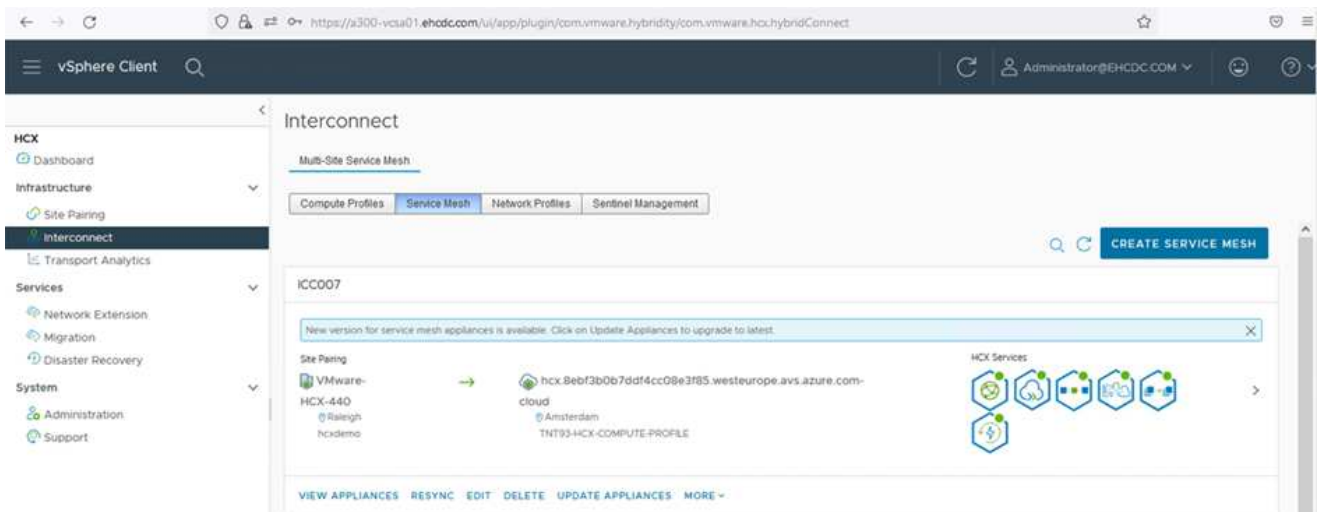 https://a300-vcsa01.ehcdc.com/ui/app/plugin/com.vmware.hybridity/com.vmware.hcx.hybridConnect
vSphere Client
Administrator@EHCDC.COM
Interconnect
HCX
Dashboard
Multi-Site Service Mesh
Infrastructure
Compute Profiles Service Mesh Network Profiles Sentinel Management
Site Pairing
Interconnect
Transport Analytics
CREATE SERVICE MESH
Services
ICC007
Network Extension
Migration
Disaster Recovery
New version for service mesh appliances is available. Click on Update Appliances to upgrade to latest.
System
Administration
Support
Site Pairing
HCX Services
VMware-
HCX-440
Raleigh
hcxdemo
hcx.8ebf3b0b7ddf4cc08e3f85.westeurope.avs.azure.com-
cloud
Amsterdam
TNT93-HCX-COMPUTE-PROFILE
VIEW APPLIANCES RESYNC EDIT DELETE UPDATE APPLIANCES MORE